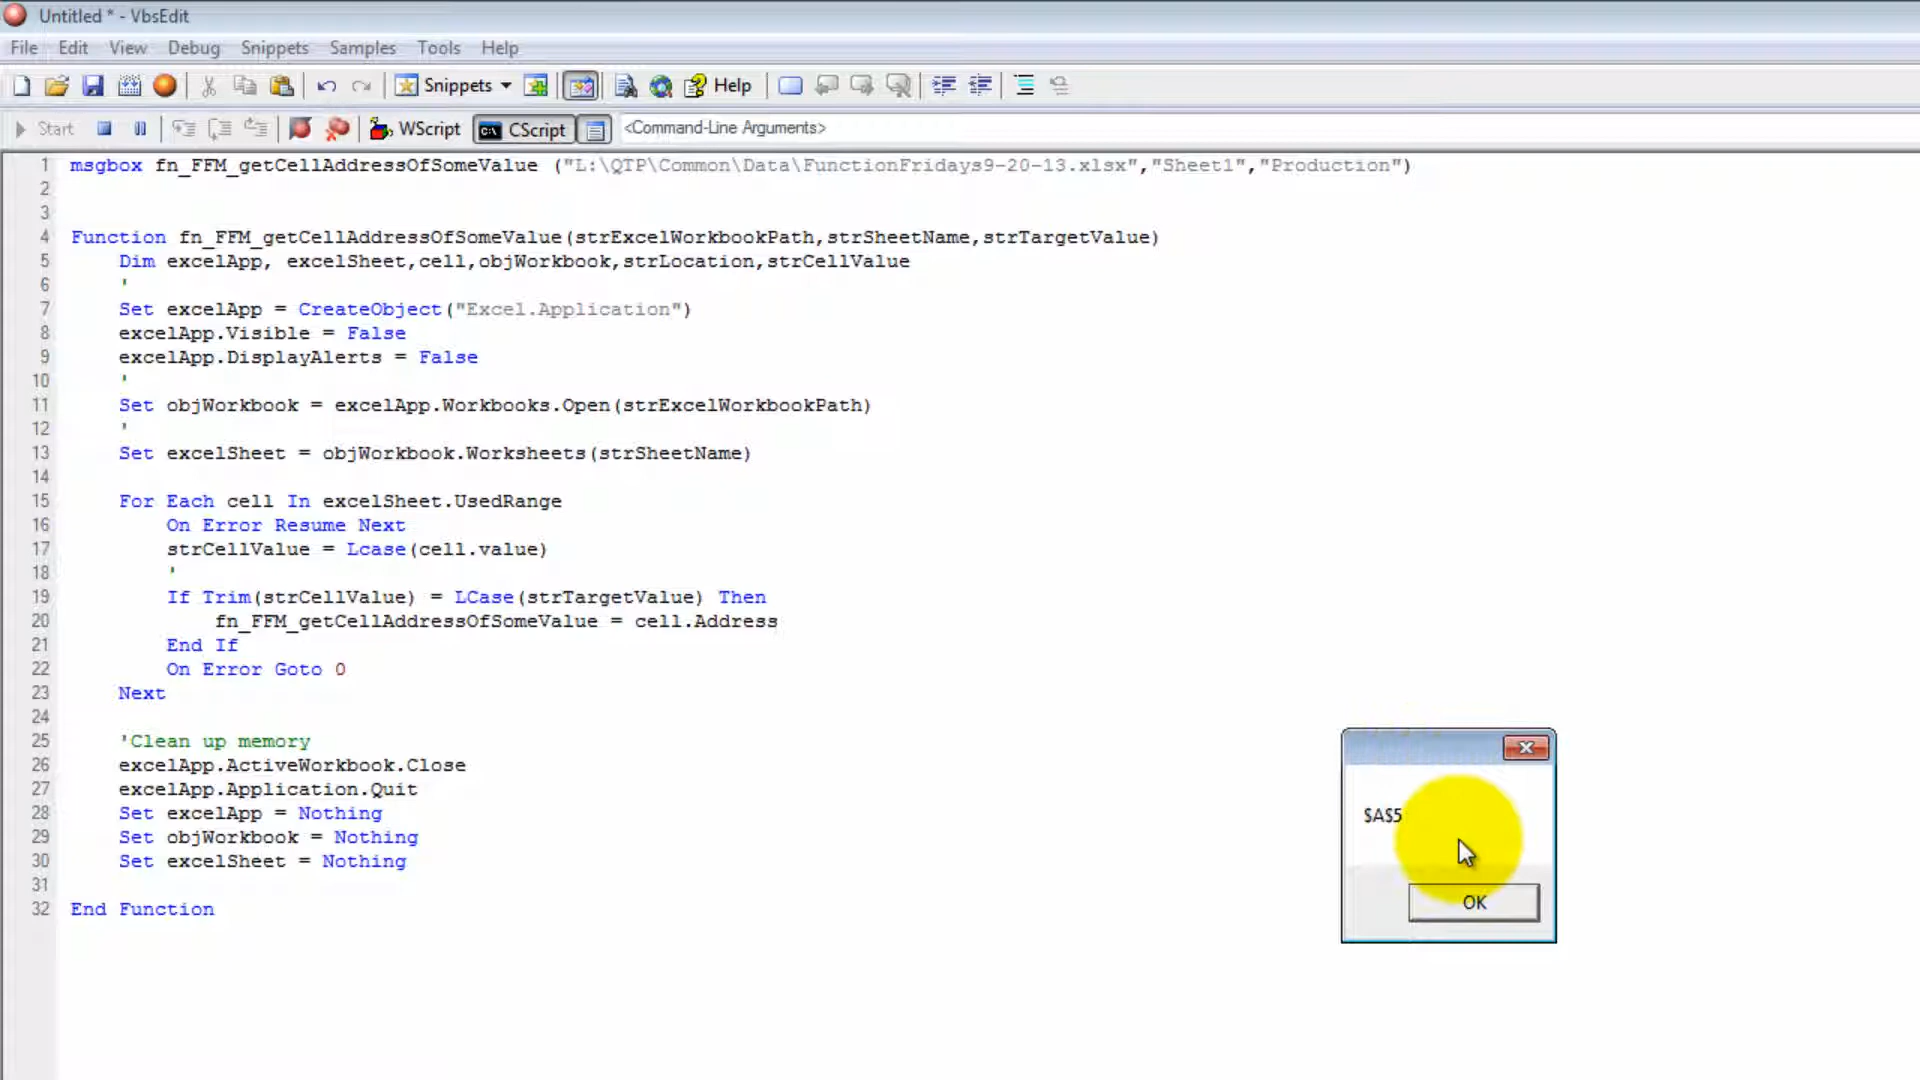 Untitled * - VbsEdit
File Edit View Debug Snippets Samples Tools Help
Snippets Help
Start WScript CScript <Command-Line Arguments>
1 msgbox fn_FFM_getCellAddressOfSomeValue ("L:\QTP\Common\Data\FunctionFridays9-20-13.xlsx","Sheet1","Production")
2
3
4 Function fn_FFM_getCellAddressOfSomeValue(strExcelWorkbookPath,strSheetName,strTargetValue)
5 Dim excelApp, excelSheet,cell,objWorkbook,strLocation,strCellValue
6 '
7 Set excelApp = CreateObject("Excel.Application")
8 excelApp.Visible = False
9 excelApp.DisplayAlerts = False
10 '
11 Set objWorkbook = excelApp.Workbooks.Open(strExcelWorkbookPath)
12 '
13 Set excelSheet = objWorkbook.Worksheets(strSheetName)
14
15 For Each cell In excelSheet.UsedRange
16 On Error Resume Next
17 strCellValue = Lcase(cell.value)
18 '
19 If Trim(strCellValue) = LCase(strTargetValue) Then
20 fn_FFM_getCellAddressOfSomeValue = cell.Address
21 End If
22 On Error Goto 0
23 Next
24
25 'Clean up memory
26 excelApp.ActiveWorkbook.Close
27 excelApp.Application.Quit
28 Set excelApp = Nothing
29 Set objWorkbook = Nothing
30 Set excelSheet = Nothing
31
32 End Function
$A$5
OK